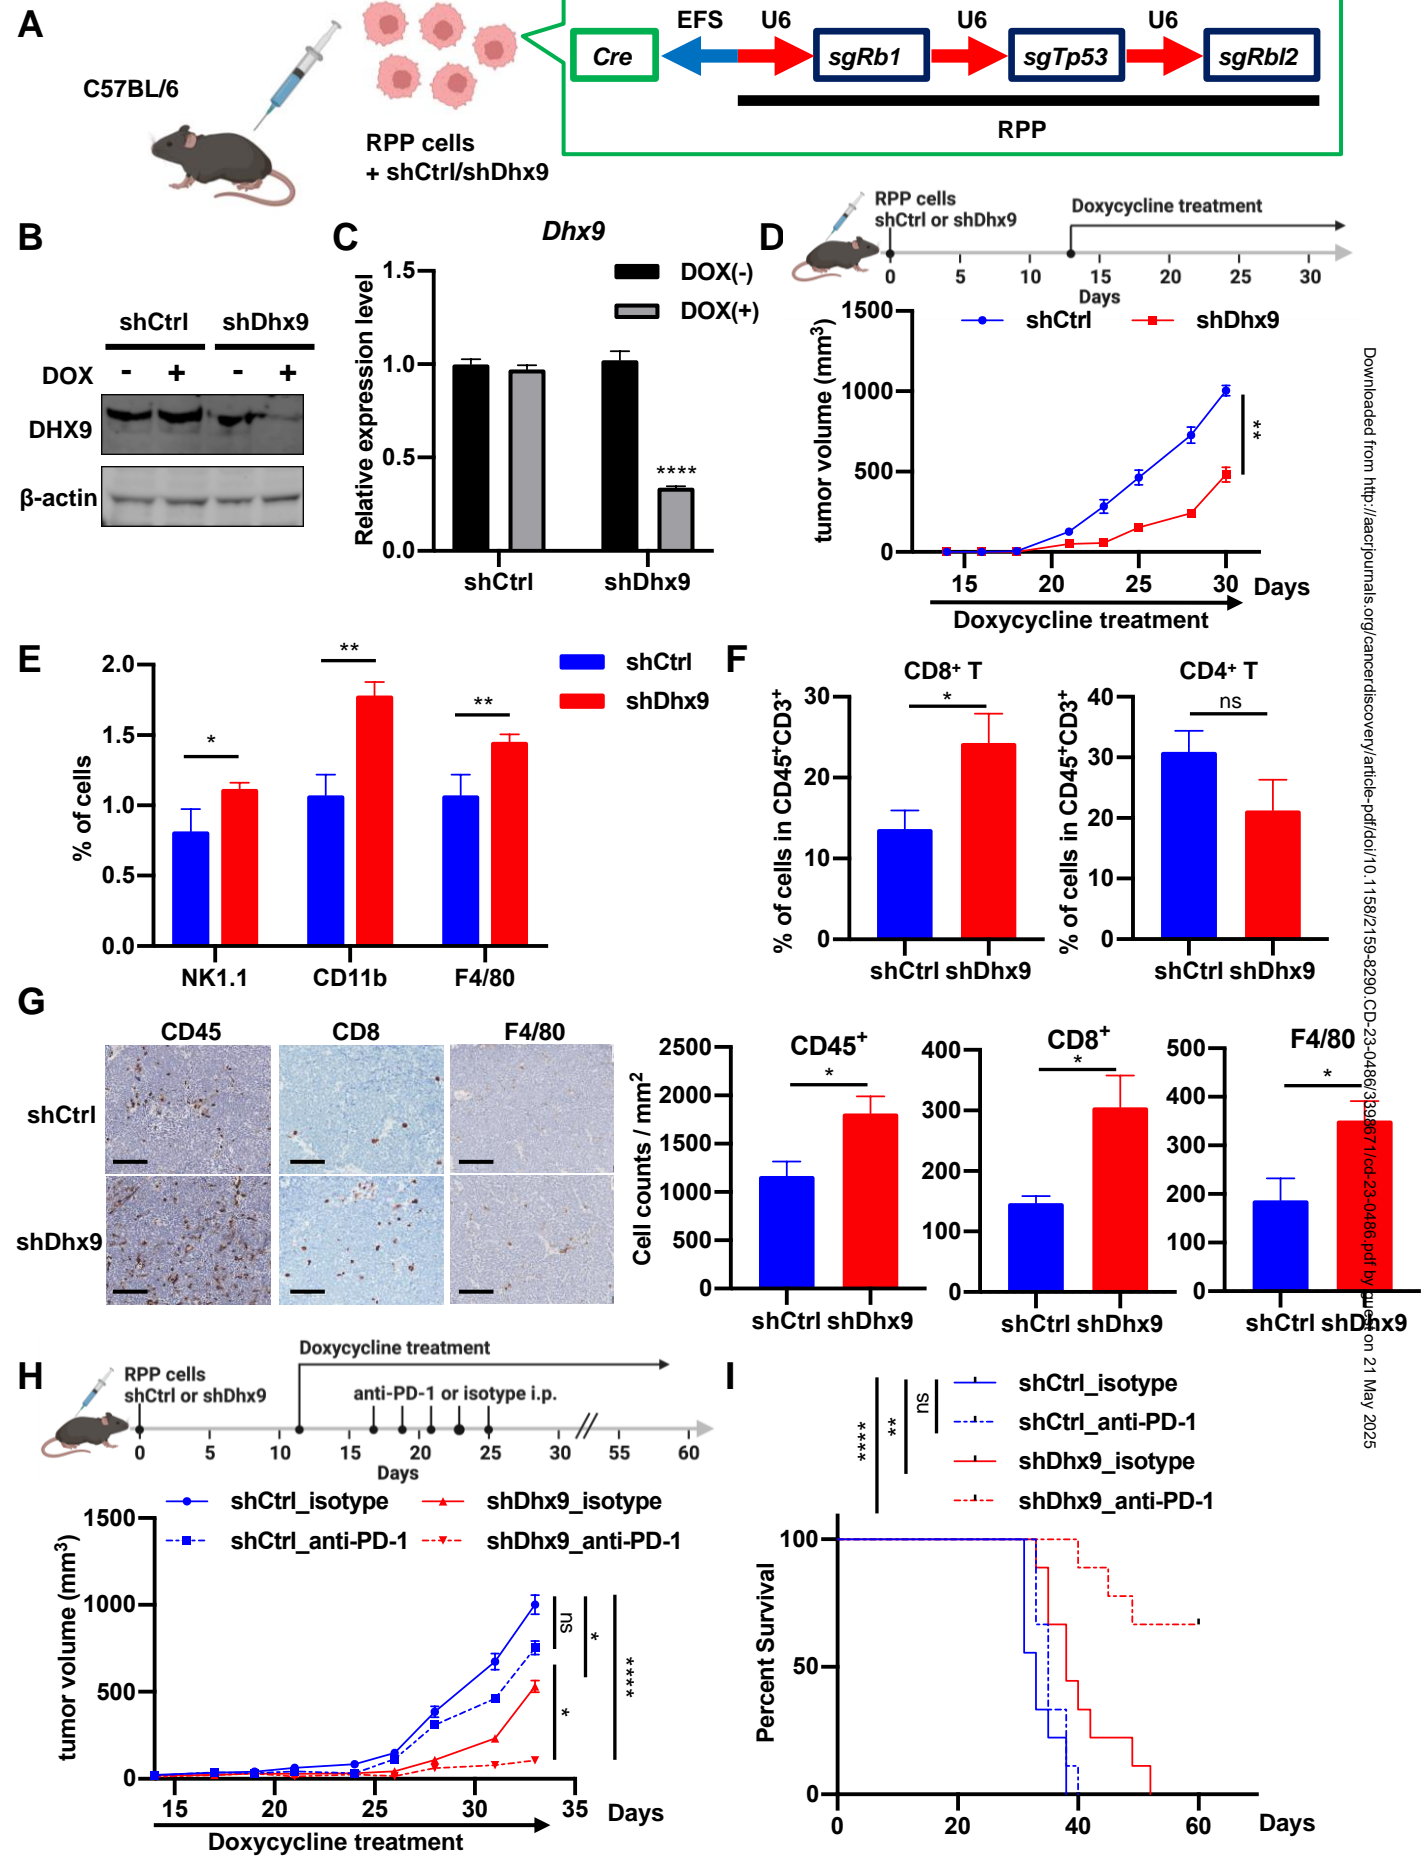 A
C57BL/6
RPP cells
+ shCtrl/shDhx9
EFS U6 U6 U6
Cre sgRb1 sgTp53 sgRbl2
RPP
B
shCtrl shDhx9
DOX - + - +
DHX9
β-actin
C
Dhx9
Relative expression level
1.5
1.0
0.5
0.0
DOX(-)
DOX(+)
****
shCtrl shDhx9
D
RPP cells
shCtrl or shDhx9
Doxycycline treatment
0 5 10 15 20 25 30
Days
tumor volume (mm³)
1500
1000
500
0
shCtrl shDhx9
**
15 20 25 30 Days
Doxycycline treatment
E
% of cells
2.0
1.5
1.0
0.5
0.0
* ** **
shCtrl
shDhx9
NK1.1 CD11b F4/80
F
CD8⁺ T
% of cells in CD45⁺CD3⁺
30
20
10
0
*
shCtrl shDhx9
CD4⁺ T
% of cells in CD45⁺CD3⁺
40
30
20
10
0
ns
shCtrl shDhx9
G
CD45 CD8 F4/80
shCtrl
shDhx9
Cell counts / mm²
CD45⁺
2500
2000
1500
1000
500
0
*
shCtrl shDhx9
CD8⁺
400
300
200
100
0
*
shCtrl shDhx9
F4/80
500
400
300
200
100
0
*
shCtrl shDhx9
H
RPP cells
shCtrl or shDhx9
Doxycycline treatment
anti-PD-1 or isotype i.p.
0 5 10 15 20 25 30 55 60
Days
shCtrl_isotype shDhx9_isotype
shCtrl_anti-PD-1 shDhx9_anti-PD-1
tumor volume (mm³)
1500
1000
500
0
ns
*
*
****
15 20 25 30 35 Days
Doxycycline treatment
I
****
**
ns
shCtrl_isotype
shCtrl_anti-PD-1
shDhx9_isotype
shDhx9_anti-PD-1
Percent Survival
100
50
0
0 20 40 60 Days
Downloaded from http://aacrjournals.org/cancerdiscovery/article-pdf/doi/10.1158/2159-8290.CD-23-0486/3398671/cd-23-0486.pdf by guest on 21 May 2025